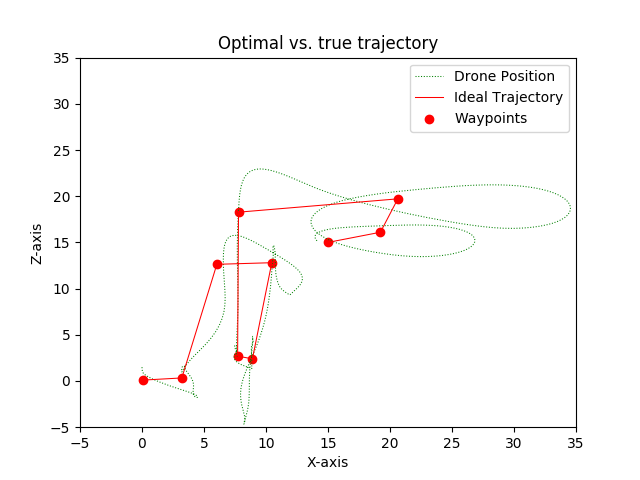 Optimal vs. true trajectory
Drone Position
Ideal Trajectory
Waypoints
Z-axis
35
30
25
20
15
10
5
0
−5
−5 0 5 10 15 20 25 30 35
X-axis